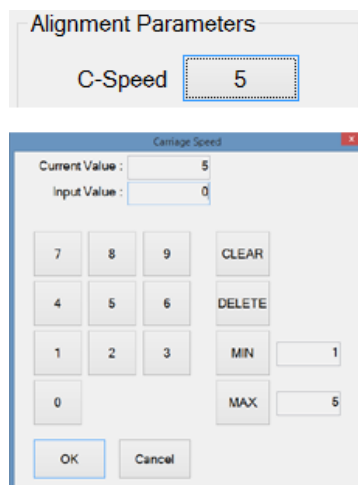 Alignment Parameters
C-Speed 5
Carriage Speed x
Current Value : 5
Input Value : 0
7 8 9 CLEAR
4 5 6 DELETE
1 2 3 MIN 1
0 MAX 5
OK Cancel